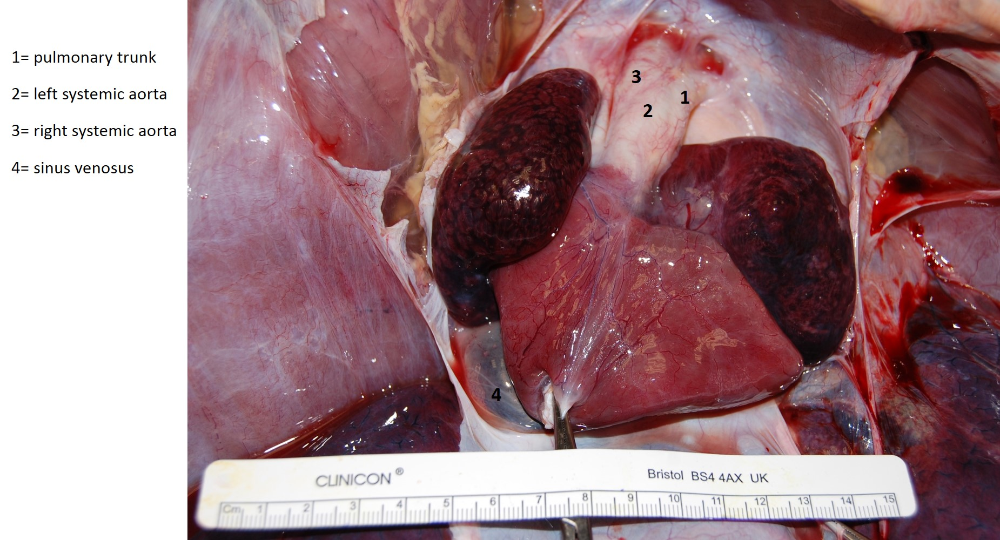 1= pulmonary trunk
2= left systemic aorta
3= right systemic aorta
4= sinus venosus
3
1
2
4
CLINICON ®
Bristol BS4 4AX UK
Cm 1 2 3 4 5 6 7 8 9 10 11 12 13 14 15